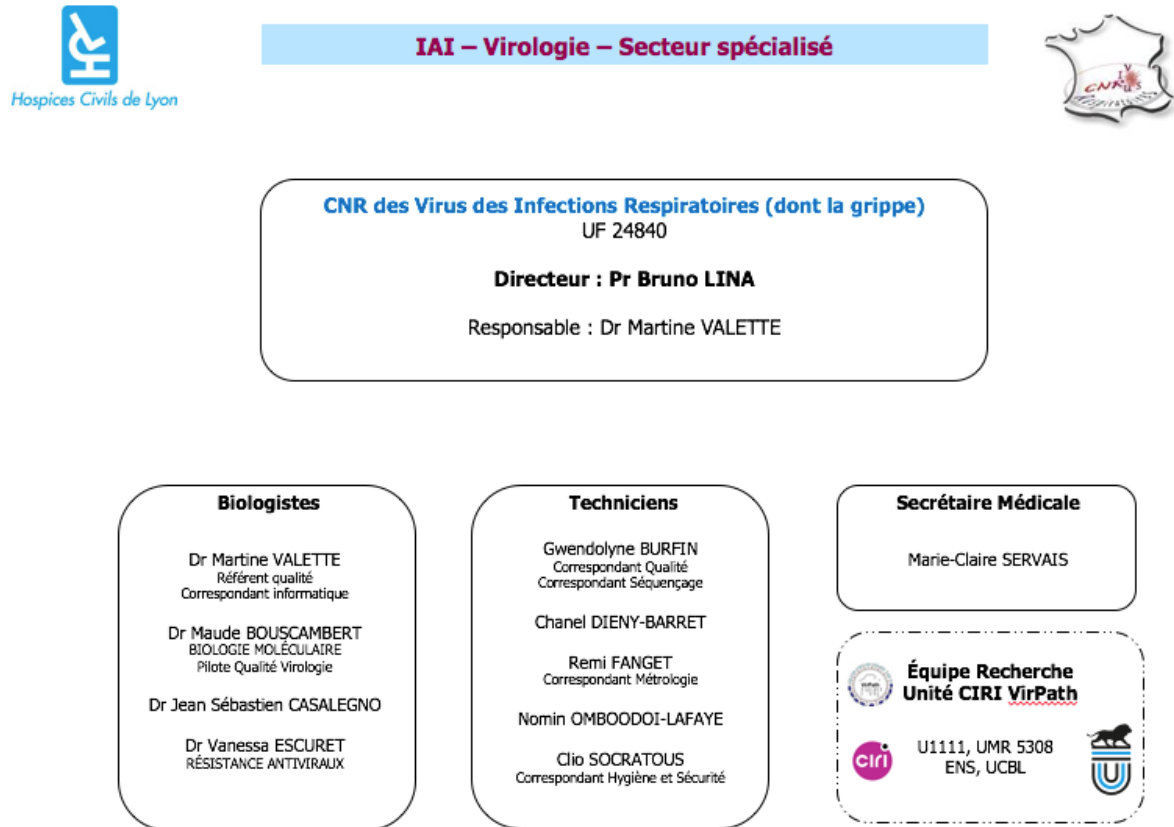 Hospices Civils de Lyon
IAI – Virologie – Secteur spécialisé
CNR des Virus des Infections Respiratoires (dont la grippe)
UF 24840
Directeur : Pr Bruno LINA
Responsable : Dr Martine VALETTE
Biologistes
Dr Martine VALETTE
Référent qualité
Correspondant informatique
Dr Maude BOUSCAMBERT
BIOLOGIE MOLÉCULAIRE
Pilote Qualité Virologie
Dr Jean Sébastien CASALEGNO
Dr Vanessa ESCURET
RÉSISTANCE ANTIVIRAUX
Techniciens
Gwendolyne BURFIN
Correspondant Qualité
Correspondant Séquençage
Chanel DIENY-BARRET
Remi FANGET
Correspondant Métrologie
Nomin OMBOODOI-LAFAYE
Clio SOCRATOUS
Correspondant Hygiène et Sécurité
Secrétaire Médicale
Marie-Claire SERVAIS
Équipe Recherche
Unité CIRI VirPath
ciri
U1111, UMR 5308
ENS, UCBL